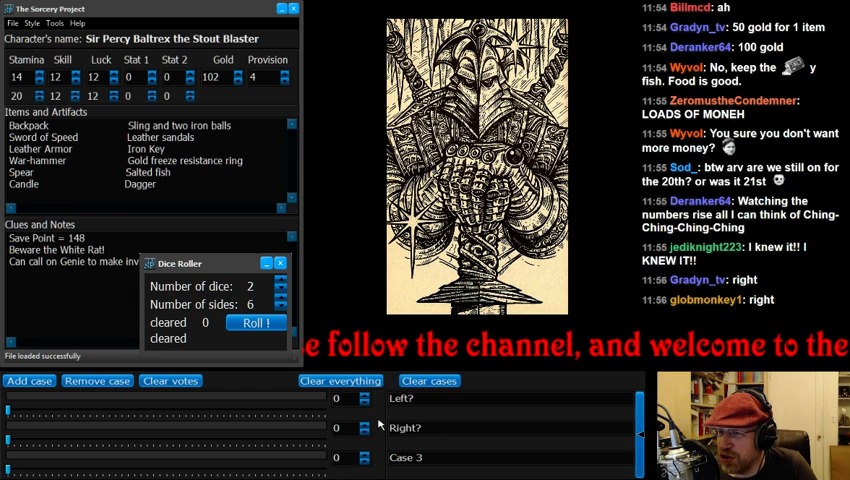 The Sorcery Project
File Style Tools Help
Character's name: Sir Percy Baltrex the Stout Blaster
Stamina Skill Luck Stat 1 Stat 2 Gold Provision
14 12 12 0 0 102 4
20 12 12 0 0
Items and Artifacts
Backpack Sling and two iron balls
Sword of Speed Leather sandals
Leather Armor Iron Key
War-hammer Gold freeze resistance ring
Spear Salted fish
Candle Dagger
Clues and Notes
Save Point = 148
Beware the White Rat!
Can call on Genie to make inv
File loaded successfully
Dice Roller
Number of dice: 2
Number of sides: 6
cleared 0 Roll !
cleared
Billmcd: ah
11:54 Gradyn_tv: 50 gold for 1 item
11:54 Deranker64: 100 gold
11:54 Wyvol: No, keep the y
fish. Food is good.
11:55 ZeromustheCondemner:
LOADS OF MONEH
11:55 Wyvol: You sure you don't want
more money?
11:55 Sod_: btw arv are we still on for
the 20th? or was it 21st
11:55 Deranker64: Watching the
numbers rise all I can think of Ching-
Ching-Ching-Ching
11:55 jediknight223: I knew it!! I
KNEW IT!!
11:56 Gradyn_tv: right
11:56 globmonkey1: right
e follow the channel, and welcome to the
Add case Remove case Clear votes Clear everything Clear cases
0 Left?
0 Right?
0 Case 3